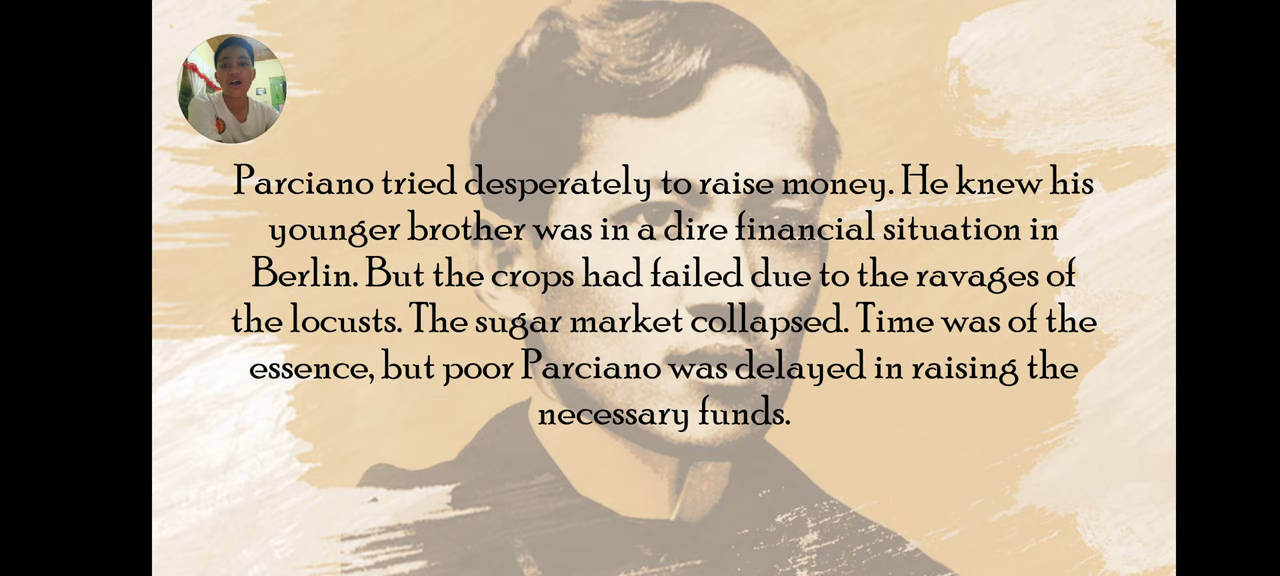 Parciano tried desperately to raise money. He knew his
younger brother was in a dire financial situation in
Berlin. But the crops had failed due to the ravages of
the locusts. The sugar market collapsed. Time was of the
essence, but poor Parciano was delayed in raising the
necessary funds.